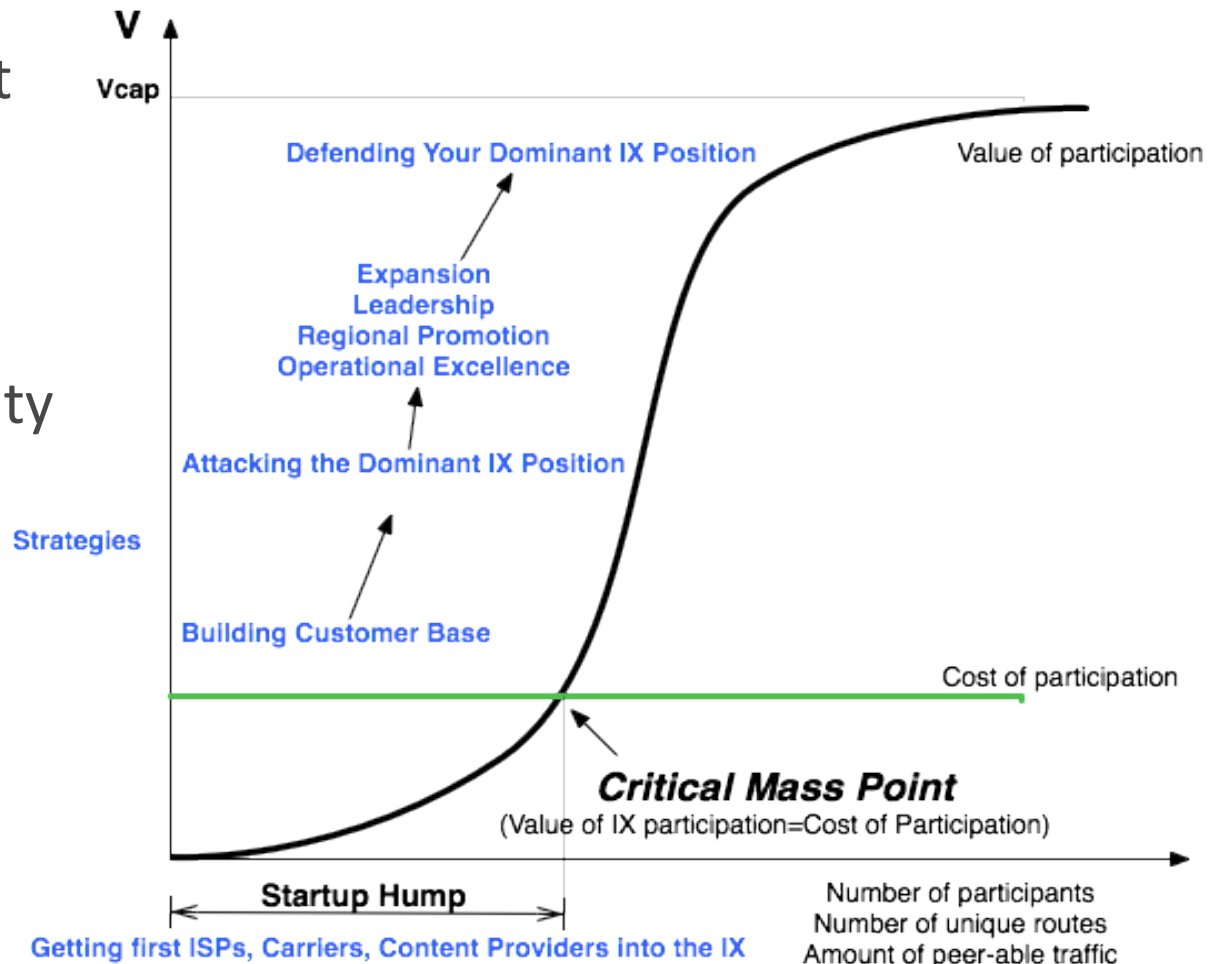 V
t
Vcap
Defending Your Dominant IX Position
Value of participation
Expansion
Leadership
Regional Promotion
Operational Excellence
ty
Attacking the Dominant IX Position
Strategies
Building Customer Base
Cost of participation
Critical Mass Point
(Value of IX participation=Cost of Participation)
Startup Hump
Number of participants
Number of unique routes
Getting first ISPs, Carriers, Content Providers into the IX
Amount of peer-able traffic